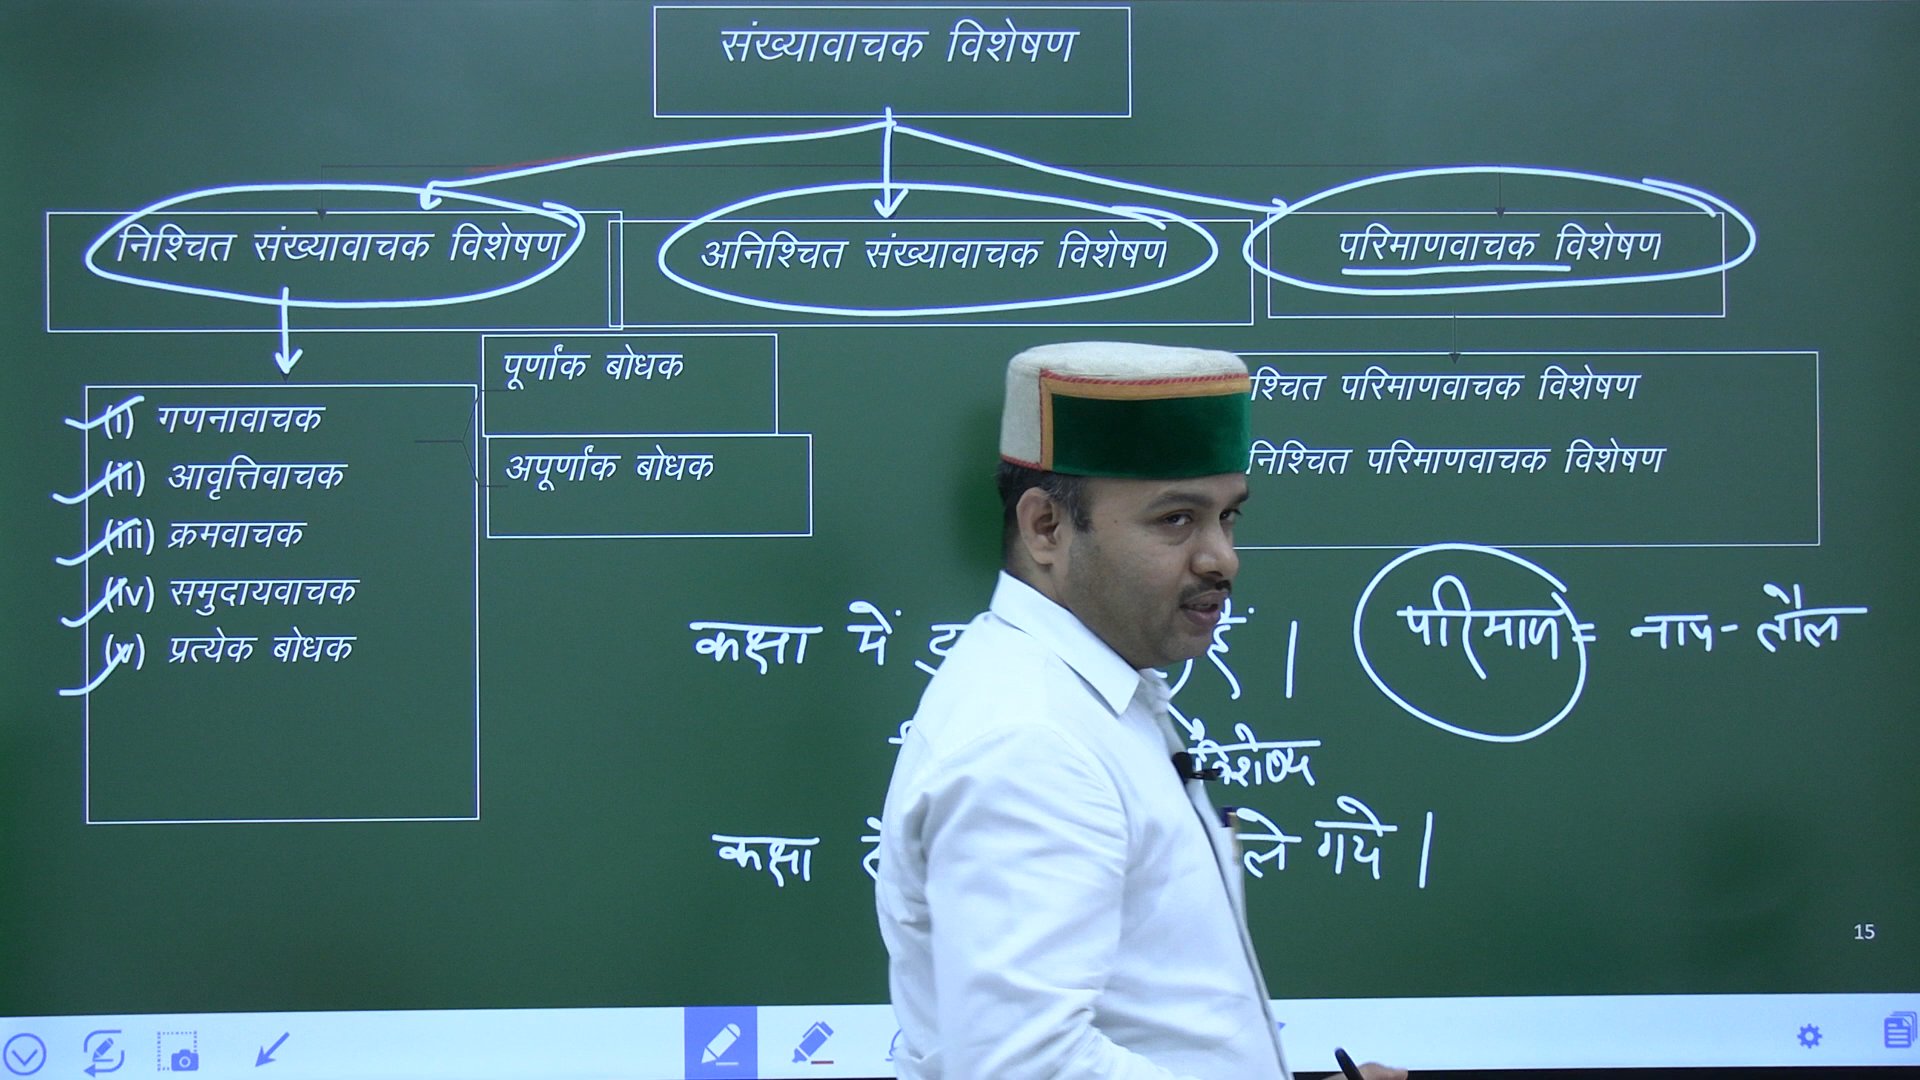 संख्यावाचक विशेषण
निश्चित संख्यावाचक विशेषण
अनिश्चित संख्यावाचक विशेषण
परिमाणवाचक विशेषण
(i) गणनावाचक
(ii) आवृत्तिवाचक
(iii) क्रमवाचक
(iv) समुदायवाचक
(v) प्रत्येक बोधक
पूर्णांक बोधक
अपूर्णांक बोधक
श्चित परिमाणवाचक विशेषण
निश्चित परिमाणवाचक विशेषण
कक्षा में हैं |
विशेष्य
कक्षा ले गये |
परिमाण = नाप - तौल
15